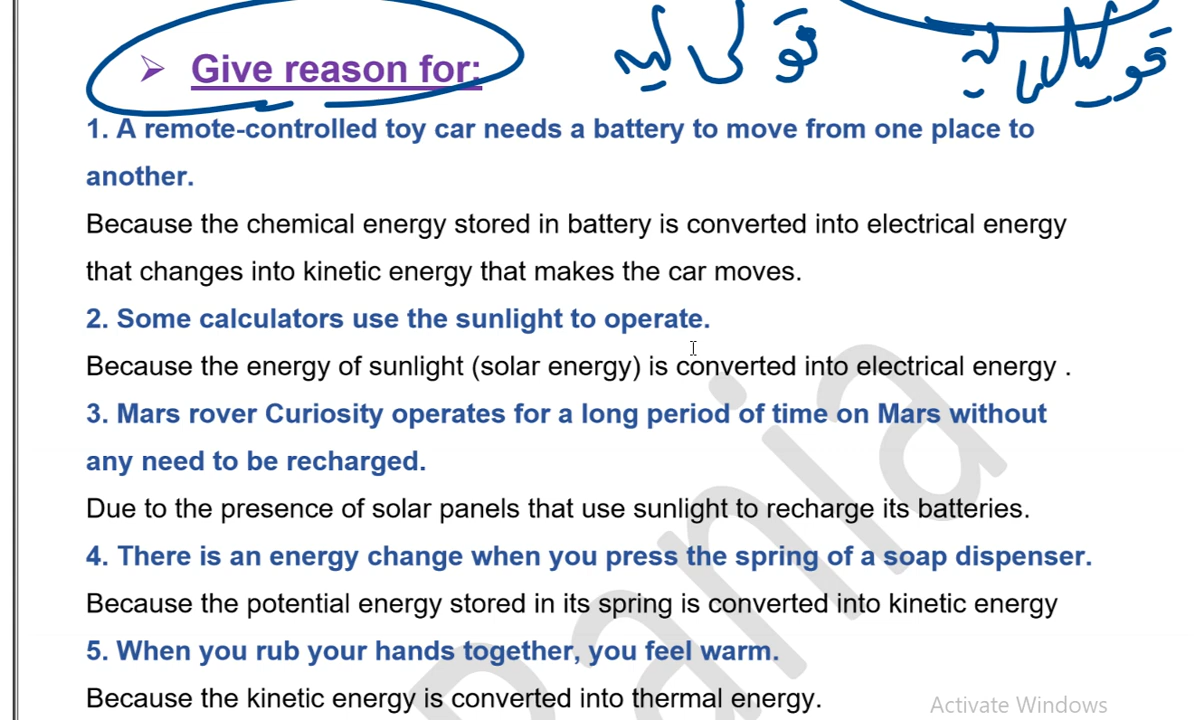 قولى ليه
➢ Give reason for:
1. A remote-controlled toy car needs a battery to move from one place to
another.
Because the chemical energy stored in battery is converted into electrical energy
that changes into kinetic energy that makes the car moves.
2. Some calculators use the sunlight to operate.
Because the energy of sunlight (solar energy) is converted into electrical energy .
3. Mars rover Curiosity operates for a long period of time on Mars without
any need to be recharged.
Due to the presence of solar panels that use sunlight to recharge its batteries.
4. There is an energy change when you press the spring of a soap dispenser.
Because the potential energy stored in its spring is converted into kinetic energy
5. When you rub your hands together, you feel warm.
Because the kinetic energy is converted into thermal energy.
Rania
Activate Windows